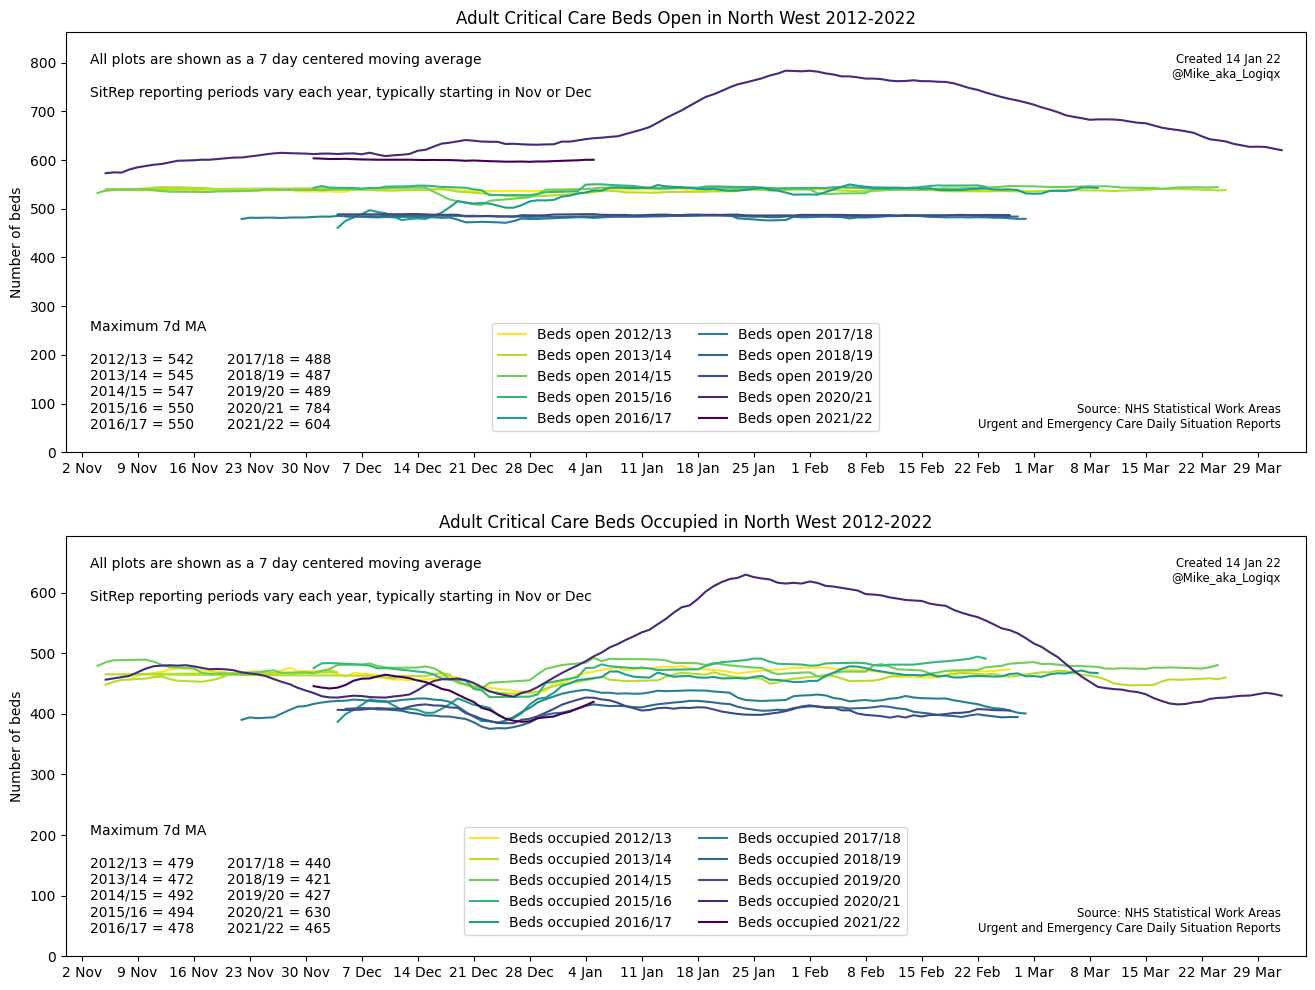 Adult Critical Care Beds Open in North West 2012-2022
All plots are shown as a 7 day centered moving average
SitRep reporting periods vary each year, typically starting in Nov or Dec
Created 14 Jan 22
@Mike_aka_Logiqx
Number of beds
800
700
600
500
400
300
200
100
0
Maximum 7d MA
2012/13 = 542 2017/18 = 488
2013/14 = 545 2018/19 = 487
2014/15 = 547 2019/20 = 489
2015/16 = 550 2020/21 = 784
2016/17 = 550 2021/22 = 604
Beds open 2012/13 Beds open 2017/18
Beds open 2013/14 Beds open 2018/19
Beds open 2014/15 Beds open 2019/20
Beds open 2015/16 Beds open 2020/21
Beds open 2016/17 Beds open 2021/22
Source: NHS Statistical Work Areas
Urgent and Emergency Care Daily Situation Reports
2 Nov 9 Nov 16 Nov 23 Nov 30 Nov 7 Dec 14 Dec 21 Dec 28 Dec 4 Jan 11 Jan 18 Jan 25 Jan 1 Feb 8 Feb 15 Feb 22 Feb 1 Mar 8 Mar 15 Mar 22 Mar 29 Mar
Adult Critical Care Beds Occupied in North West 2012-2022
All plots are shown as a 7 day centered moving average
SitRep reporting periods vary each year, typically starting in Nov or Dec
Created 14 Jan 22
@Mike_aka_Logiqx
Number of beds
600
500
400
300
200
100
0
Maximum 7d MA
2012/13 = 479 2017/18 = 440
2013/14 = 472 2018/19 = 421
2014/15 = 492 2019/20 = 427
2015/16 = 494 2020/21 = 630
2016/17 = 478 2021/22 = 465
Beds occupied 2012/13 Beds occupied 2017/18
Beds occupied 2013/14 Beds occupied 2018/19
Beds occupied 2014/15 Beds occupied 2019/20
Beds occupied 2015/16 Beds occupied 2020/21
Beds occupied 2016/17 Beds occupied 2021/22
Source: NHS Statistical Work Areas
Urgent and Emergency Care Daily Situation Reports
2 Nov 9 Nov 16 Nov 23 Nov 30 Nov 7 Dec 14 Dec 21 Dec 28 Dec 4 Jan 11 Jan 18 Jan 25 Jan 1 Feb 8 Feb 15 Feb 22 Feb 1 Mar 8 Mar 15 Mar 22 Mar 29 Mar